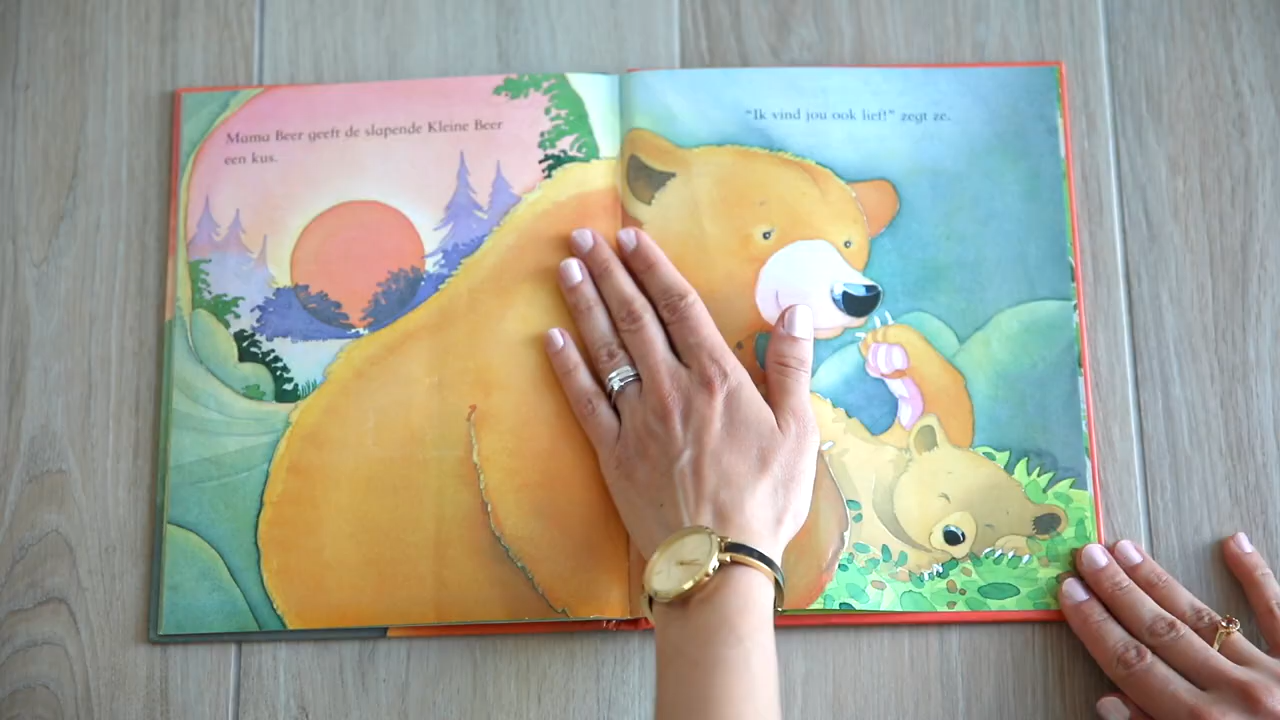 Mama Beer geeft de slapende Kleine Beer
een kus.
“Ik vind jou ook lief!” zegt ze.